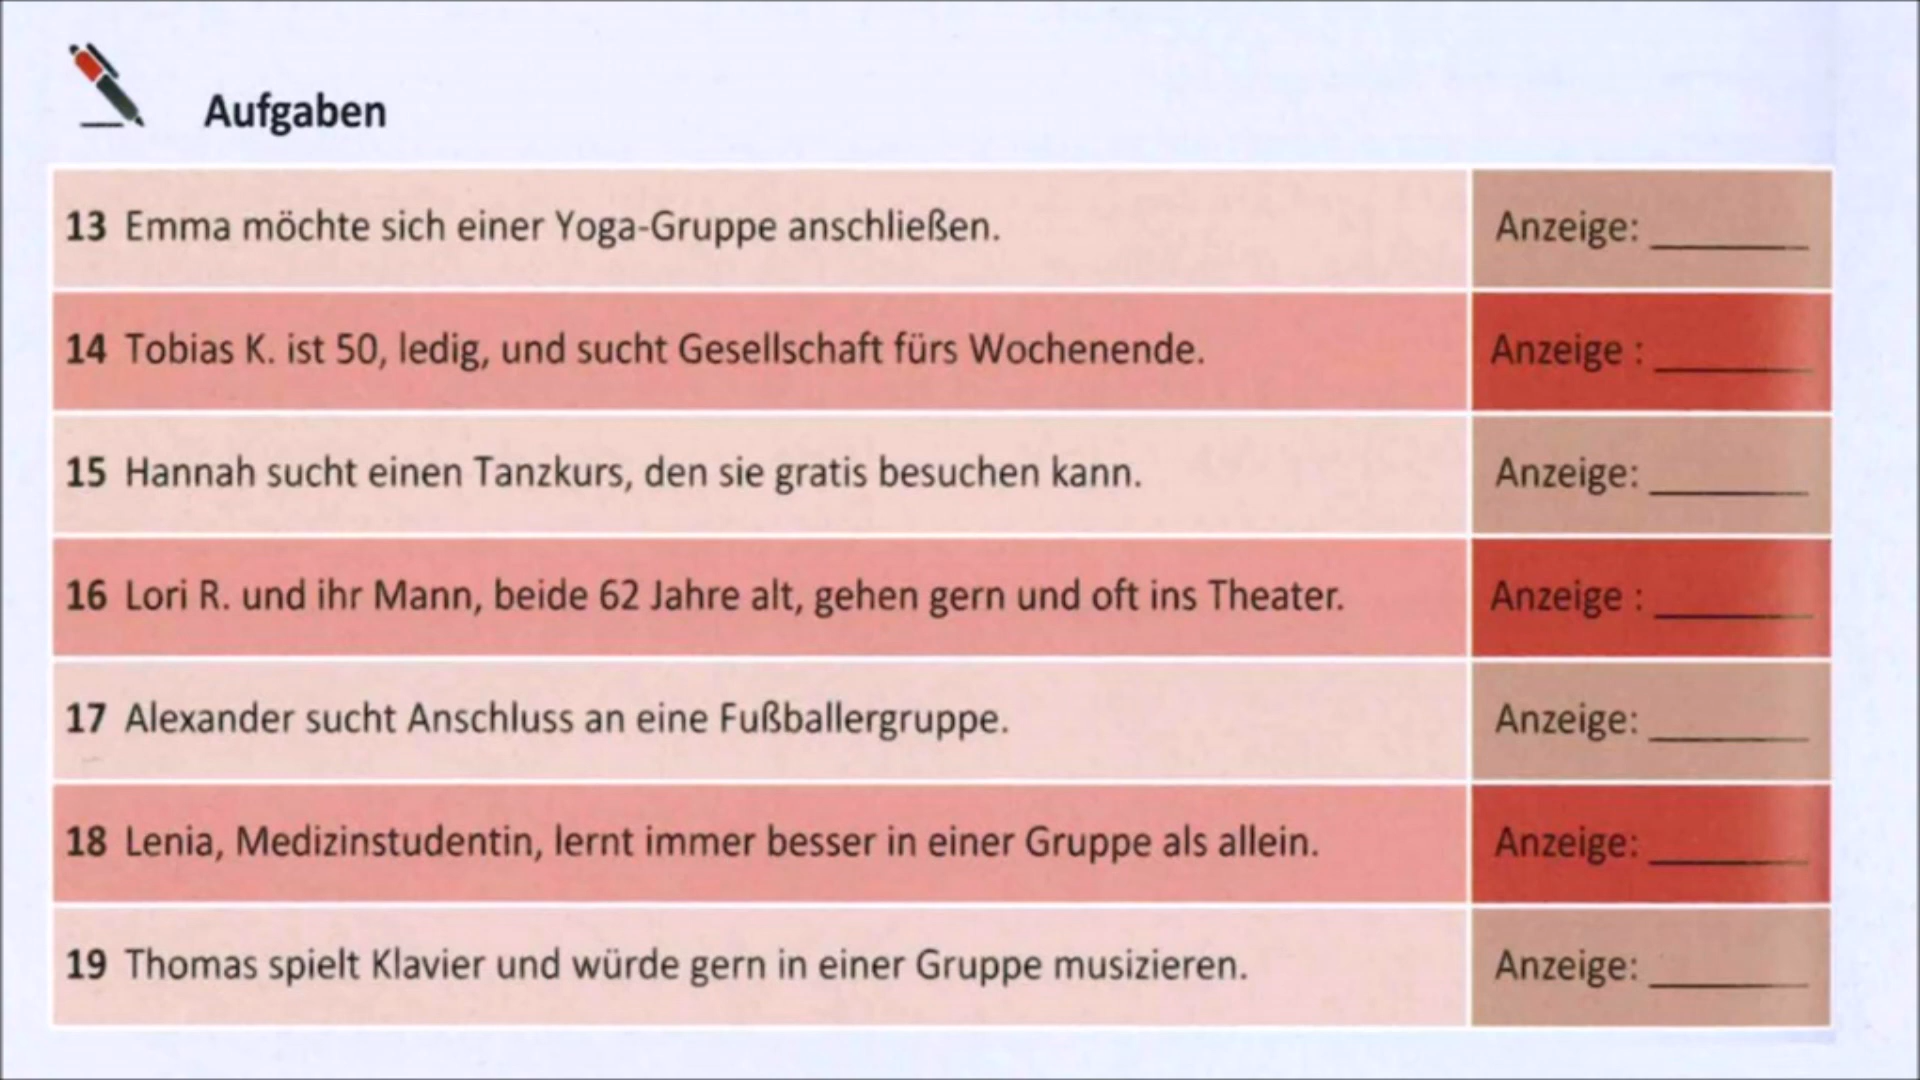 Aufgaben
13 Emma möchte sich einer Yoga-Gruppe anschließen. Anzeige: ________
14 Tobias K. ist 50, ledig, und sucht Gesellschaft fürs Wochenende. Anzeige : ________
15 Hannah sucht einen Tanzkurs, den sie gratis besuchen kann. Anzeige: ________
16 Lori R. und ihr Mann, beide 62 Jahre alt, gehen gern und oft ins Theater. Anzeige : ________
17 Alexander sucht Anschluss an eine Fußballergruppe. Anzeige: ________
18 Lenia, Medizinstudentin, lernt immer besser in einer Gruppe als allein. Anzeige: ________
19 Thomas spielt Klavier und würde gern in einer Gruppe musizieren. Anzeige: ________